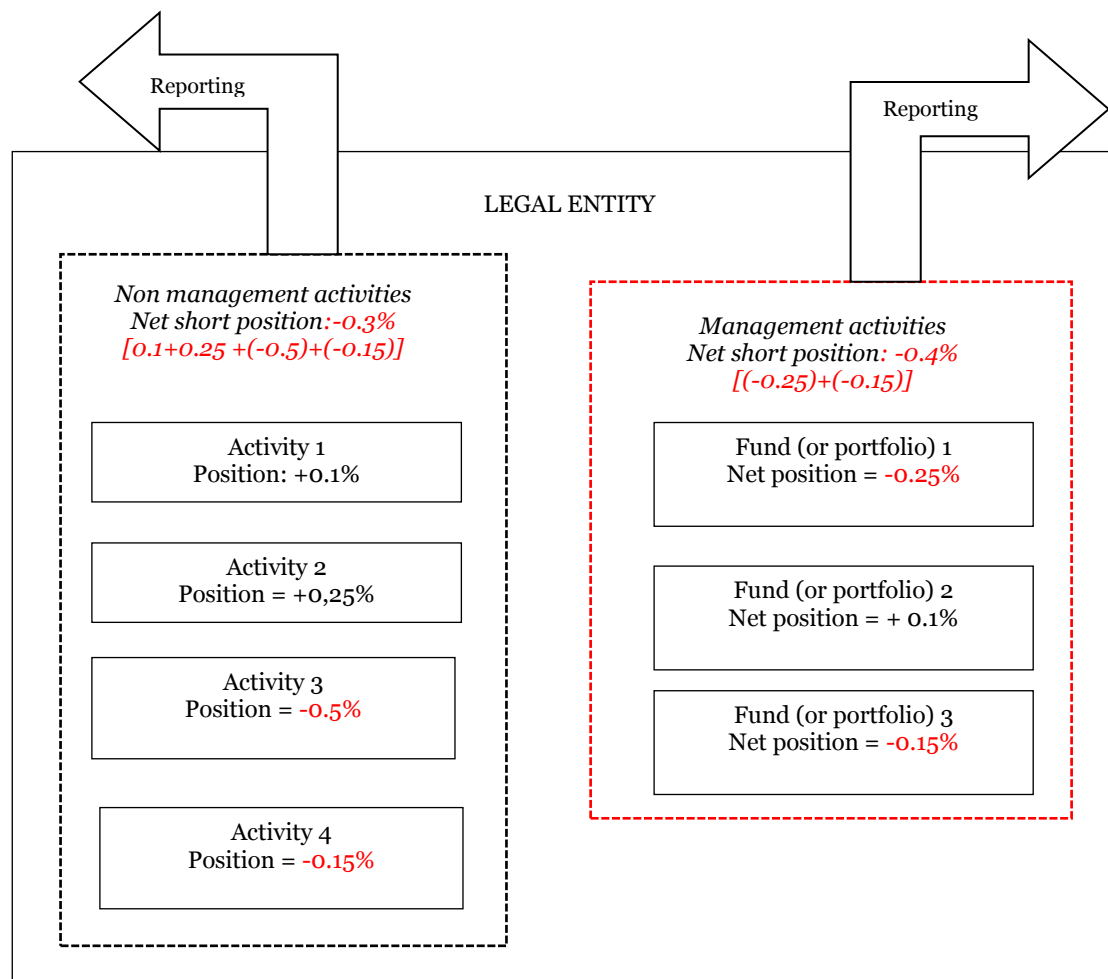 Reporting
Reporting
LEGAL ENTITY
Non management activities
Net short position:-0.3%
[0.1+0.25 +(-0.5)+(-0.15)]
Activity 1
Position: +0.1%
Activity 2
Position = +0,25%
Activity 3
Position = -0.5%
Activity 4
Position = -0.15%
Management activities
Net short position: -0.4%
[(-0.25)+(-0.15)]
Fund (or portfolio) 1
Net position = -0.25%
Fund (or portfolio) 2
Net position = + 0.1%
Fund (or portfolio) 3
Net position = -0.15%